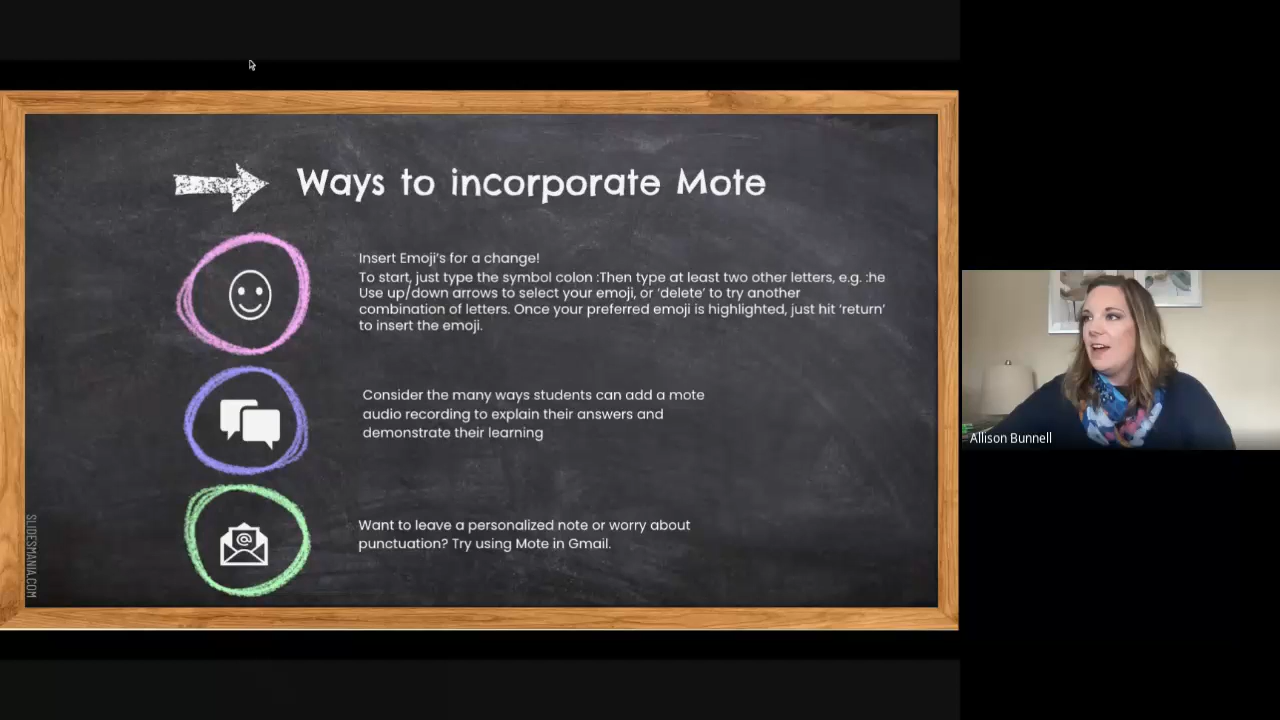 Ways to incorporate Mote
Insert Emoji's for a change!
To start, just type the symbol colon :Then type at least two other letters, e.g. :he
Use up/down arrows to select your emoji, or 'delete' to try another
combination of letters. Once your preferred emoji is highlighted, just hit 'return'
to insert the emoji.
Consider the many ways students can add a mote
audio recording to explain their answers and
demonstrate their learning
@
Want to leave a personalized note or worry about
punctuation? Try using Mote in Gmail.
SLIDESMANIA.COM
Allison Bunnell